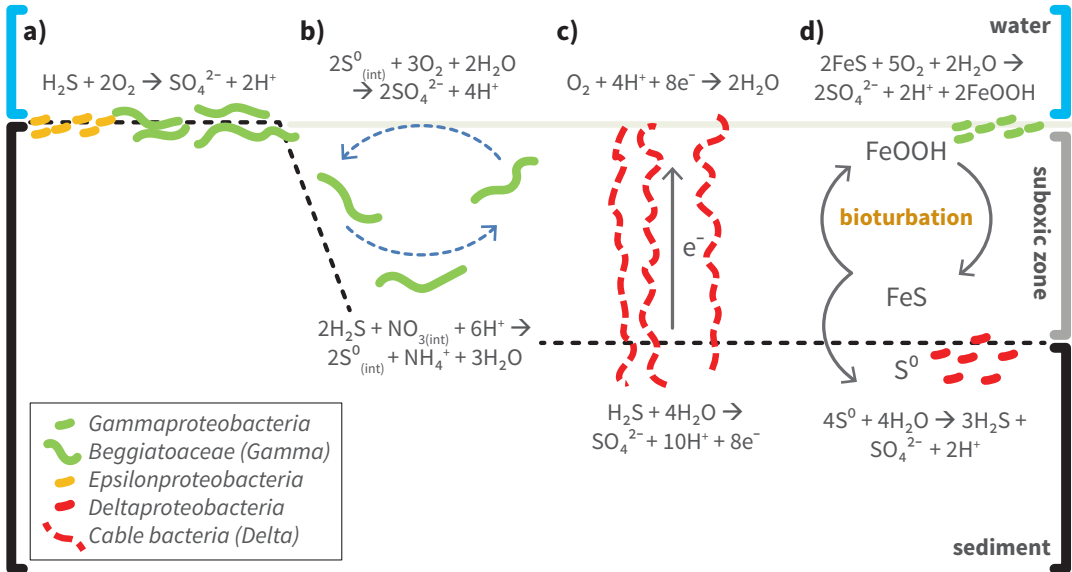 a)
H₂S + 2O₂ → SO₄²⁻ + 2H⁺
b)
2S⁰(int) + 3O₂ + 2H₂O
→ 2SO₄²⁻ + 4H⁺
2H₂S + NO₃(int) + 6H⁺ →
2S⁰(int) + NH₄⁺ + 3H₂O
c)
O₂ + 4H⁺ + 8e⁻ → 2H₂O
e⁻
H₂S + 4H₂O →
SO₄²⁻ + 10H⁺ + 8e⁻
d)
water
2FeS + 5O₂ + 2H₂O →
2SO₄²⁻ + 2H⁺ + 2FeOOH
FeOOH
bioturbation
FeS
suboxic zone
S⁰
4S⁰ + 4H₂O → 3H₂S +
SO₄²⁻ + 2H⁺
sediment
Gammaproteobacteria
Beggiatoaceae (Gamma)
Epsilonproteobacteria
Deltaproteobacteria
Cable bacteria (Delta)